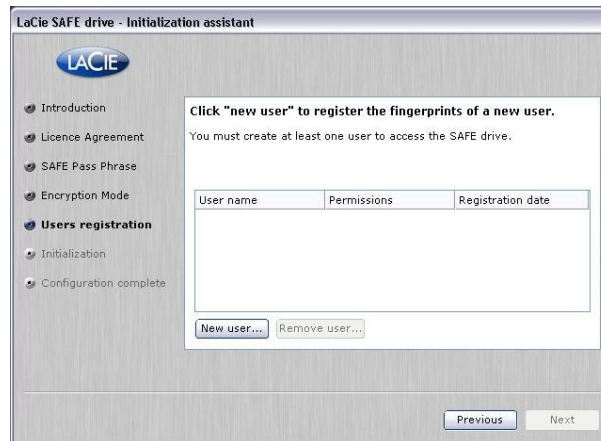 LaCie SAFE drive - Initialization assistant
LACIE
Introduction
Licence Agreement
SAFE Pass Phrase
Encryption Mode
Users registration
Initialization
Configuration complete
Click "new user" to register the fingerprints of a new user.
You must create at least one user to access the SAFE drive.
User name Permissions Registration date
New user... Remove user...
Previous Next